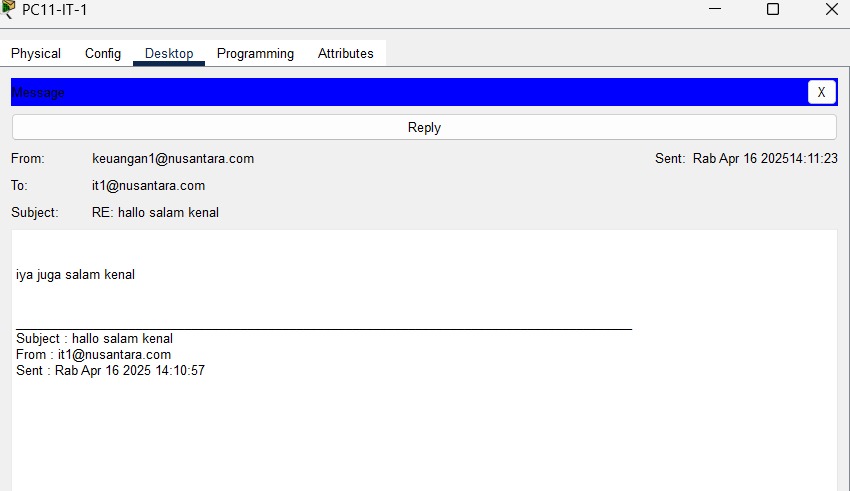 PC11-IT-1
Physical Config Desktop Programming Attributes
Message X
Reply
From: keuangan1@nusantara.com Sent: Rab Apr 16 202514:11:23
To: it1@nusantara.com
Subject: RE: hallo salam kenal
iya juga salam kenal
Subject : hallo salam kenal
From : it1@nusantara.com
Sent : Rab Apr 16 2025 14:10:57